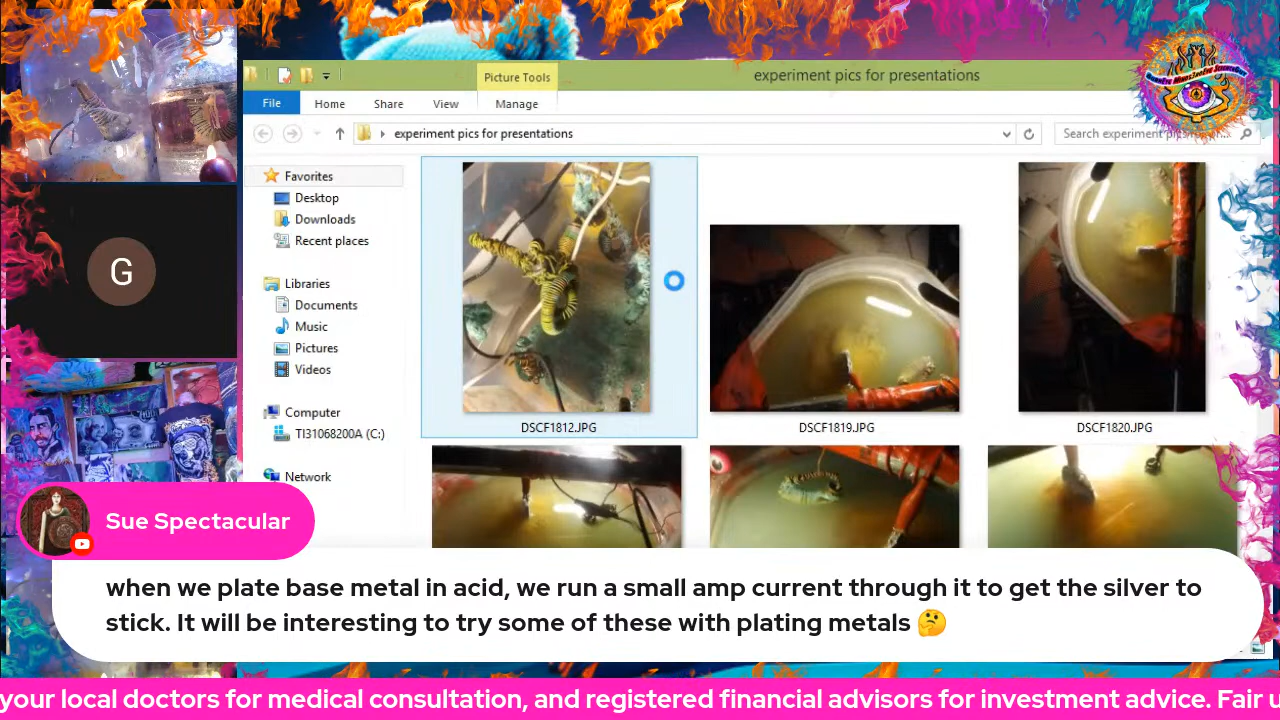 Picture Tools
experiment pics for presentations
File
Home
Share
View
Manage
experiment pics for presentations
Search experiment
Favorites
Desktop
Downloads
Recent places
Libraries
Documents
Music
Pictures
Videos
Computer
TI31068200A (C:)
Network
DSCF1812.JPG
DSCF1819.JPG
DSCF1820.JPG
G
Sue Spectacular
when we plate base metal in acid, we run a small amp current through it to get the silver to
stick. It will be interesting to try some of these with plating metals 🤔
your local doctors for medical consultation, and registered financial advisors for investment advice. Fair